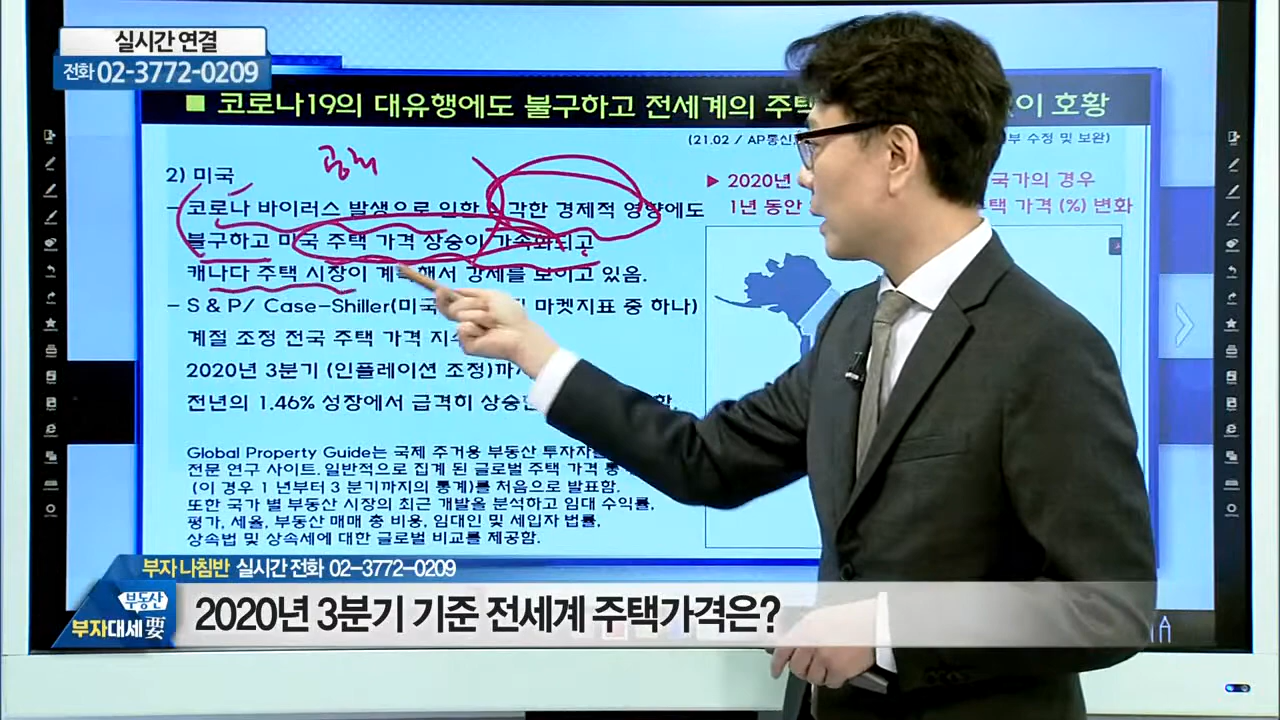 실시간 연결
전화 02-3772-0209
■ 코로나19의 대유행에도 불구하고 전세계의 주택 이 호황
(21.02 / AP통신 부 수정 및 보완)
2) 미국
- 코로나 바이러스 발생으로 인한 각한 경제적 영향에도
불구하고 미국 주택 가격 상승이 가속화되고
캐나다 주택 시장이 계속해서 강세를 보이고 있음.
- S & P/ Case-Shiller(미국 마켓지표 중 하나)
계절 조정 전국 주택 가격 지수
2020년 3분기 (인플레이션 조정)까지
전년의 1.46% 성장에서 급격히 상승한
Global Property Guide는 국제 주거용 부동산 투자자를
전문 연구 사이트. 일반적으로 집계 된 글로벌 주택 가격 통
(이 경우 1 년부터 3 분기까지의 통계)를 처음으로 발표함.
또한 국가 별 부동산 시장의 최근 개발을 분석하고 임대 수익률,
평가, 세율, 부동산 매매 총 비용, 임대인 및 세입자 법률,
상속법 및 상속세에 대한 글로벌 비교를 제공함.
▶ 2020년 국가의 경우
1년 동안 주택 가격 (%) 변화
부자 나침반 실시간 전화 02-3772-0209
부동산
부자대세 要
2020년 3분기 기준 전세계 주택가격은?